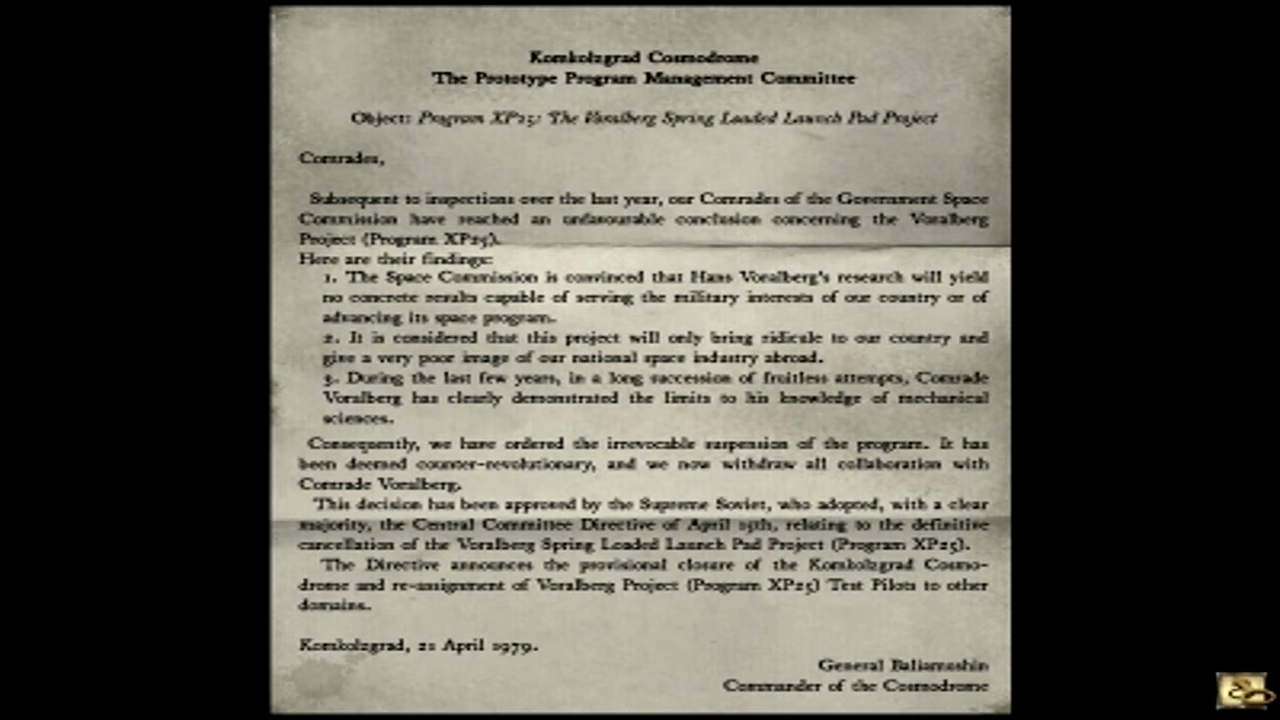 Komkolzgrad Cosmodrome
The Prototype Program Management Committee
Object: Program XP25: The Voralberg Spring Loaded Launch Pad Project
Comrades,
Subsequent to inspections over the last year, our Comrades of the Government Space
Commission have reached an unfavourable conclusion concerning the Voralberg
Project (Program XP25).
Here are their findings:
1. The Space Commission is convinced that Hans Voralberg's research will yield
no concrete results capable of serving the military interests of our country or of
advancing its space program.
2. It is considered that this project will only bring ridicule to our country and
give a very poor image of our national space industry abroad.
3. During the last few years, in a long succession of fruitless attempts, Comrade
Voralberg has clearly demonstrated the limits to his knowledge of mechanical
sciences.
Consequently, we have ordered the irrevocable suspension of the program. It has
been deemed counter-revolutionary, and we now withdraw all collaboration with
Comrade Voralberg.
This decision has been approved by the Supreme Soviet, who adopted, with a clear
majority, the Central Committee Directive of April 15th, relating to the definitive
cancellation of the Voralberg Spring Loaded Launch Pad Project (Program XP25).
The Directive announces the provisional closure of the Komkolzgrad Cosmo-
drome and re-assignment of Voralberg Project (Program XP25) Test Pilots to other
domains.
Komkolzgrad, 21 April 1979.
General Baliamoshin
Commander of the Cosmodrome